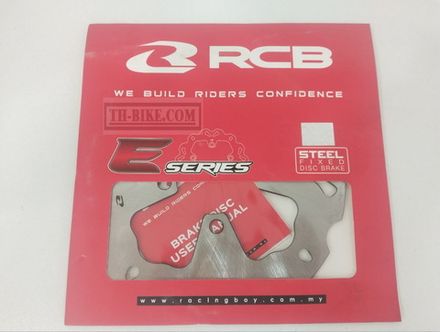 RCB
WE BUILD RIDERS CONFIDENCE
TH-BIKE.COM
E SERIES
STEEL
FIXED
DISC BRAKE
WE BUILD RIDERS CO
BRAKE DISC
USER MANUAL
www.racingboy.com.my